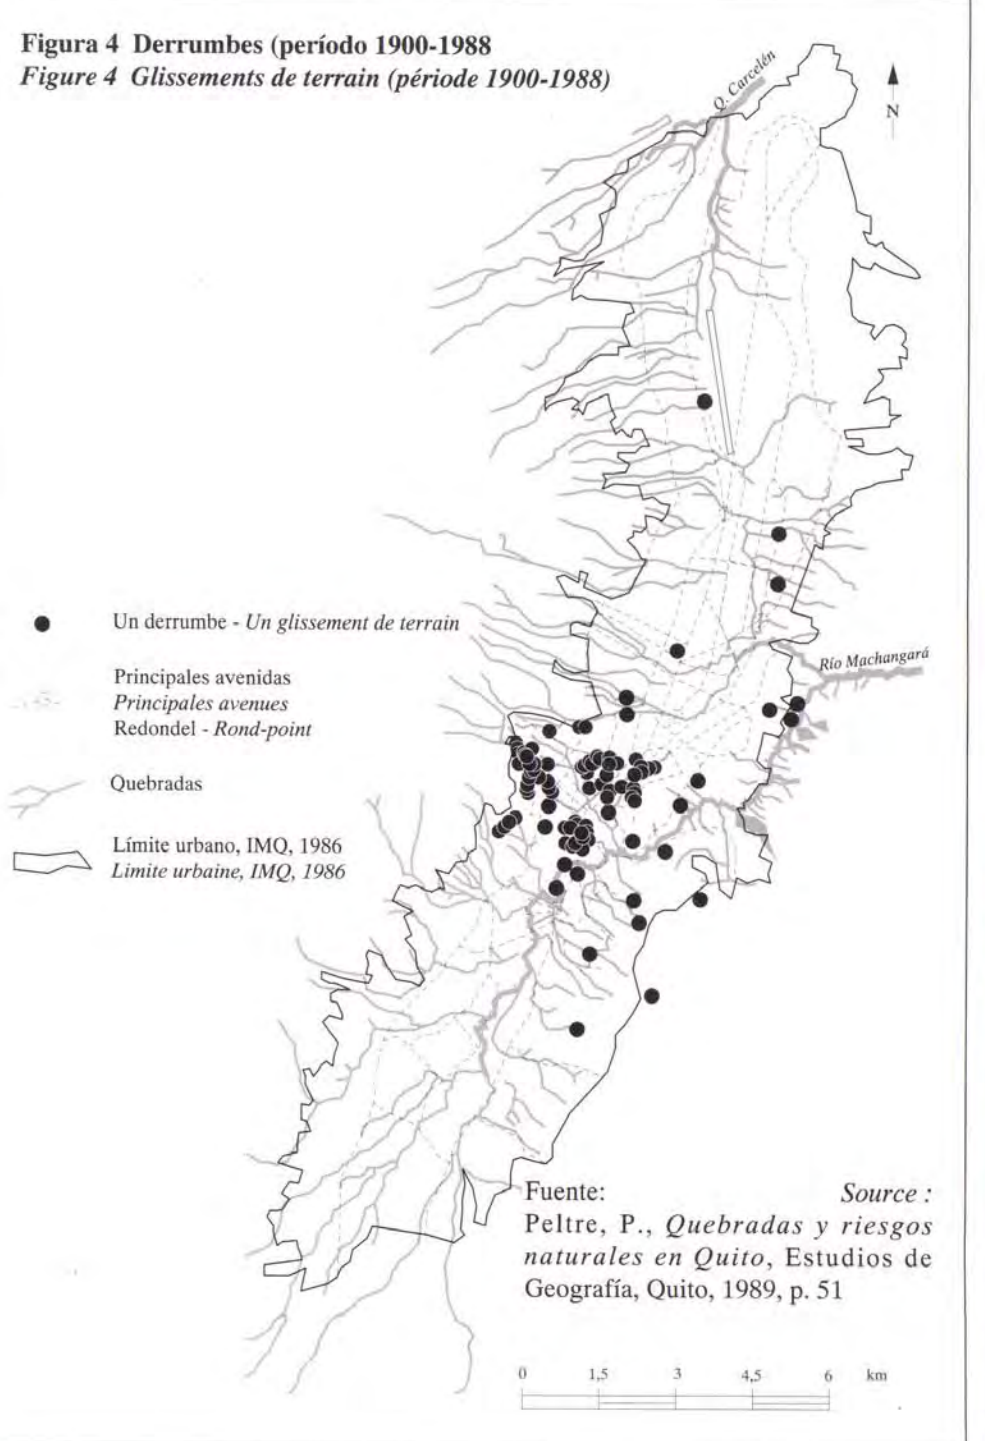 Figura 4 Derrumbes (período 1900-1988
Figure 4 Glissements de terrain (période 1900-1988)
Q. Carcelén
N
Un derrumbe - Un glissement de terrain
Principales avenidas
Principales avenues
Redondel - Rond-point
Río Machangará
Quebradas
Límite urbano, IMQ, 1986
Limite urbaine, IMQ, 1986
Fuente: Source :
Peltre, P., Quebradas y riesgos
naturales en Quito, Estudios de
Geografía, Quito, 1989, p. 51
0 1,5 3 4,5 6 km